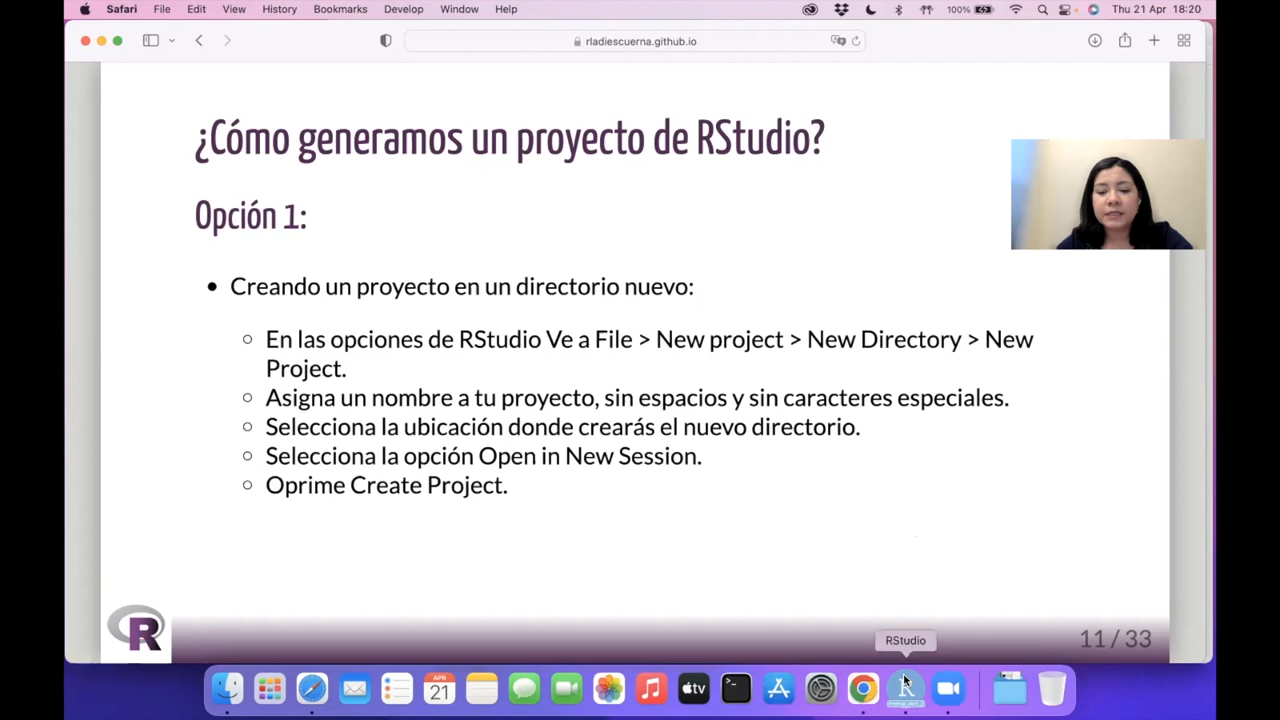 Safari File Edit View History Bookmarks Develop Window Help 100% Thu 21 Apr 18:20
rladiescuerna.github.io
¿Cómo generamos un proyecto de RStudio?
Opción 1:
Creando un proyecto en un directorio nuevo:
En las opciones de RStudio Ve a File > New project > New Directory > New
Project.
Asigna un nombre a tu proyecto, sin espacios y sin caracteres especiales.
Selecciona la ubicación donde crearás el nuevo directorio.
Selecciona la opción Open in New Session.
Oprime Create Project.
R
RStudio
11 / 33
APR
21
tv
R